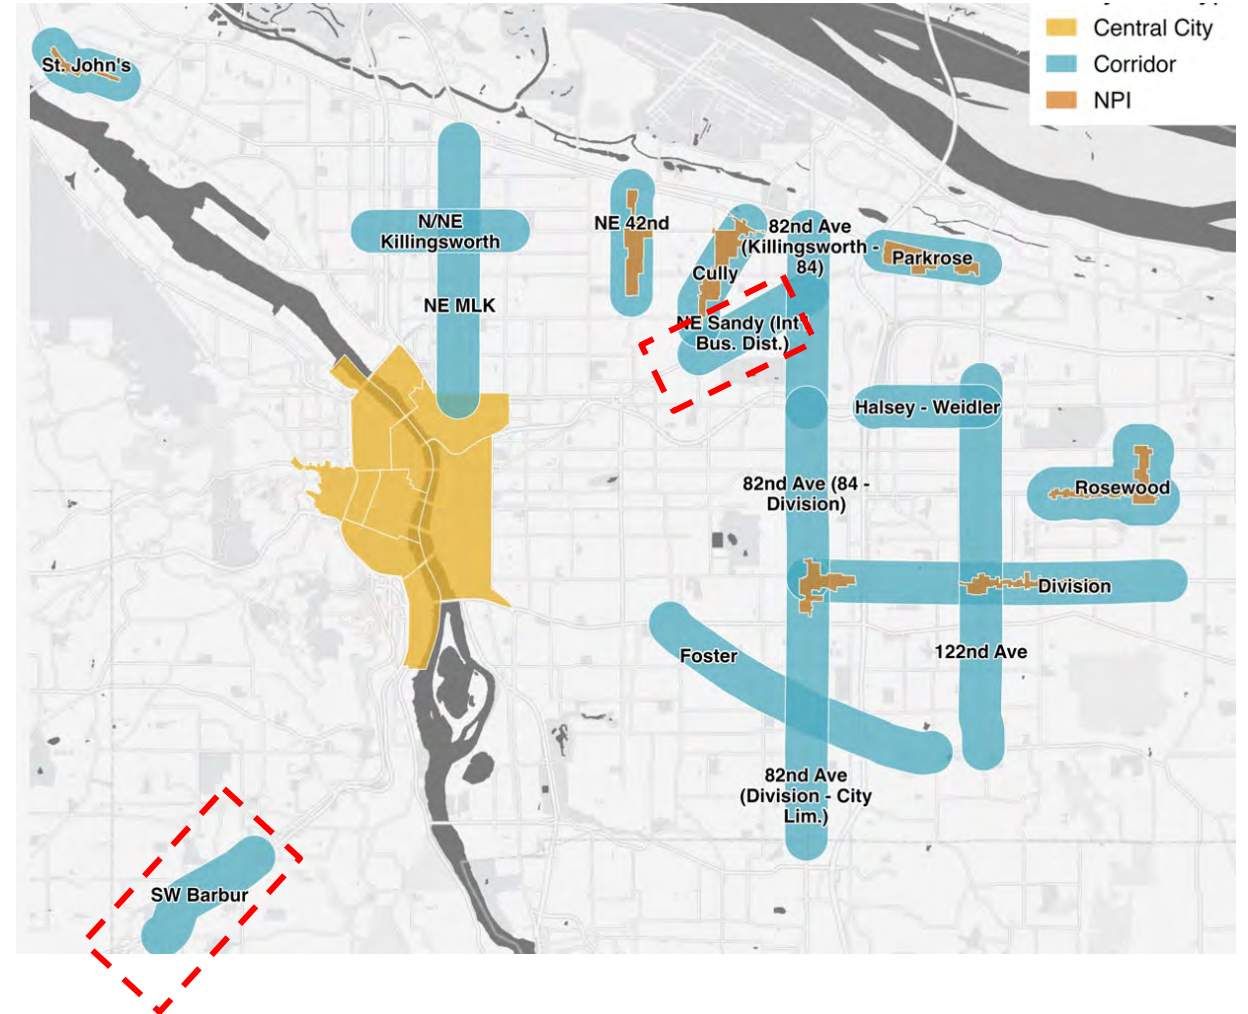 Central City
Corridor
NPI
St. John's
N/NE
Killingsworth
NE MLK
NE 42nd
Cully
82nd Ave
(Killingsworth -
84)
Parkrose
NE Sandy (Int
Bus. Dist.)
Halsey - Weidler
82nd Ave (84 -
Division)
Rosewood
Division
Foster
122nd Ave
82nd Ave
(Division - City
Lim.)
SW Barbur